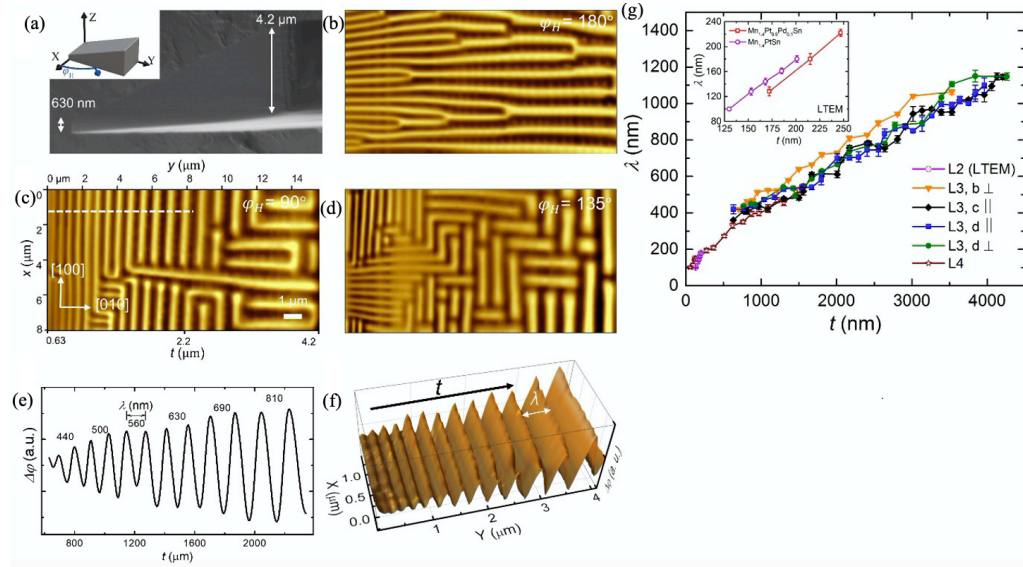 (a)
Z
X
Y
φ||
4.2 μm
630 nm
(b)
φH = 180°
y (μm)
0 μm 2 4 6 8 10 12 14
(c)
φH = 90°
0
2
4
6
8
x (μm)
[100]
[010]
1 μm
0.63 2.2 4.2
t (μm)
(d)
φH = 135°
(e)
Δφ (a.u.)
λ (nm)
440
500
560
630
690
810
800 1200 1600 2000
t (μm)
(f)
t
λ
X (μm)
0.0
0.5
1.0
1 2 3 4
Y (μm)
Δφ (a. u.)
(g)
λ (nm)
0
200
400
600
800
1000
1200
0 1000 2000 3000 4000
t (nm)
λ (nm)
80
120
160
200
240
125 150 175 200 225 250
t (nm)
Mn1.4PtSn
LTEM
L2 (LTEM)
L3, b ⊥
L3, c ||
L3, d ||
L3, d ⊥
L4